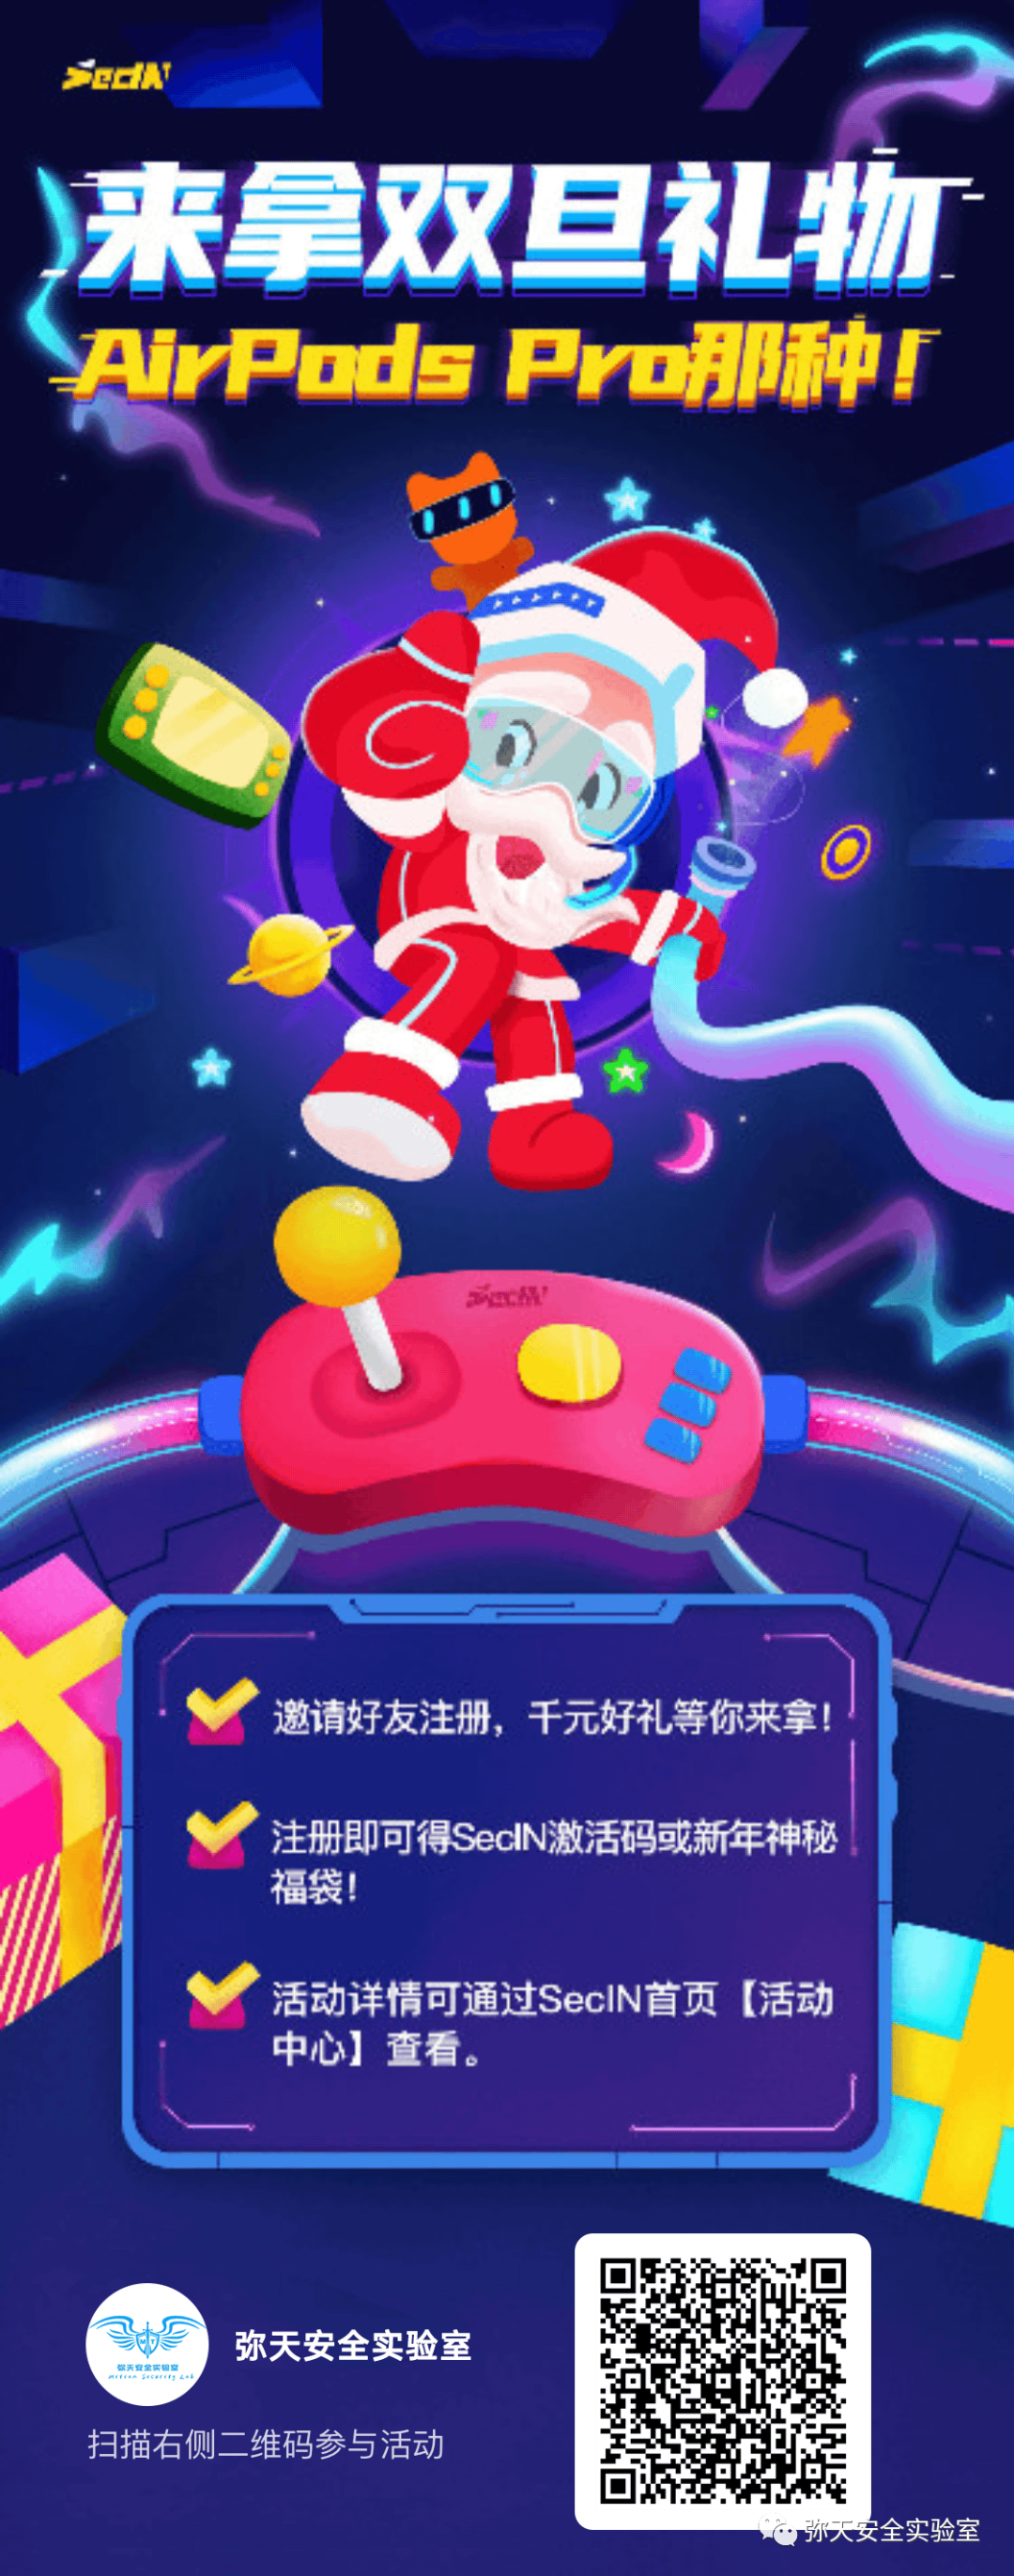 SecIN
来拿双旦礼物
AirPods Pro那种！
SecIN
邀请好友注册，千元好礼等你来拿！
注册即可得SecIN激活码或新年神秘
福袋！
活动详情可通过SecIN首页【活动
中心】查看。
弥天安全实验室
弥天安全实验室
扫描右侧二维码参与活动
弥天安全实验室